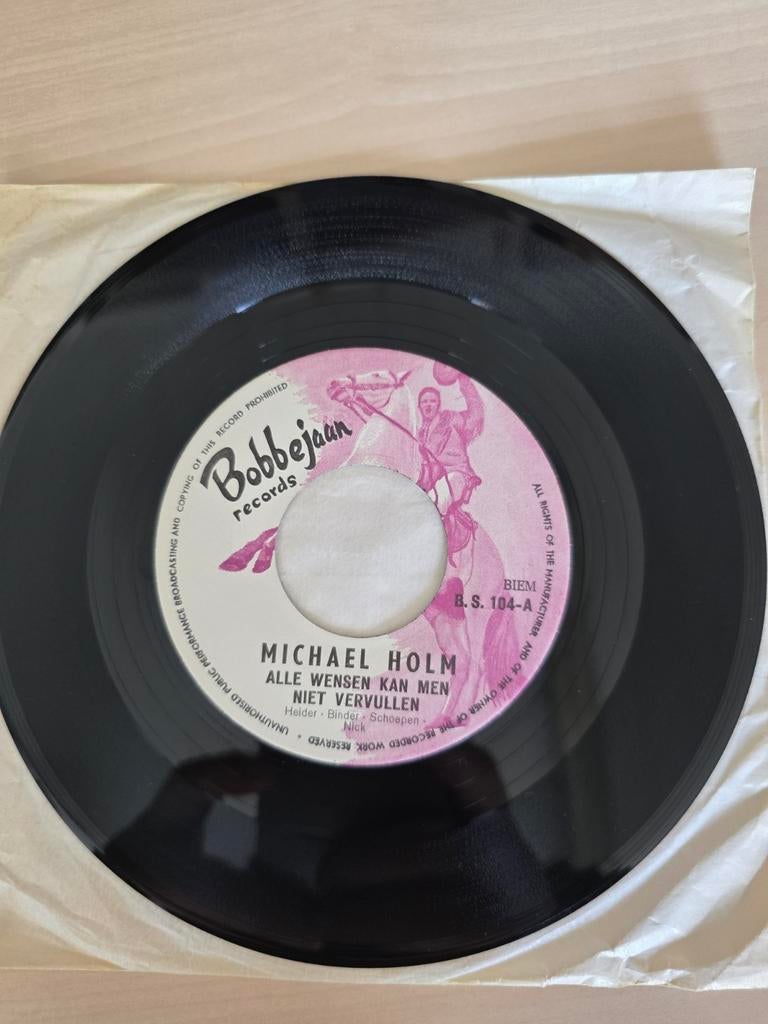 Bobbejaan
records
BIEM
B.S. 104-A
MICHAEL HOLM
ALLE WENSEN KAN MEN
NIET VERVULLEN
Heider - Binder - Schoepen -
Nick
ALL RIGHTS OF THE MANUFACTURER AND OF THE OWNER OF THE RECORDED WORK RESERVED • UNAUTHORISED PUBLIC PERFORMANCE BROADCASTING AND COPYING OF THIS RECORD PROHIBITED